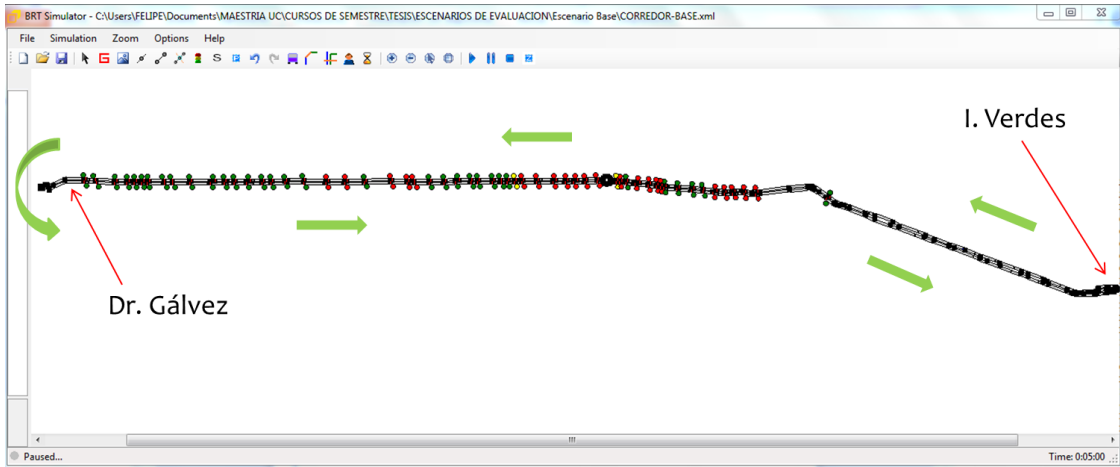 BRT Simulator - C:\Users\FELIPE\Documents\MAESTRIA UC\CURSOS DE SEMESTRE\TESIS\ESCENARIOS DE EVALUACION\Escenario Base\CORREDOR-BASE.xml
File Simulation Zoom Options Help
I. Verdes
Dr. Gálvez
Paused...
Time: 0:05:00